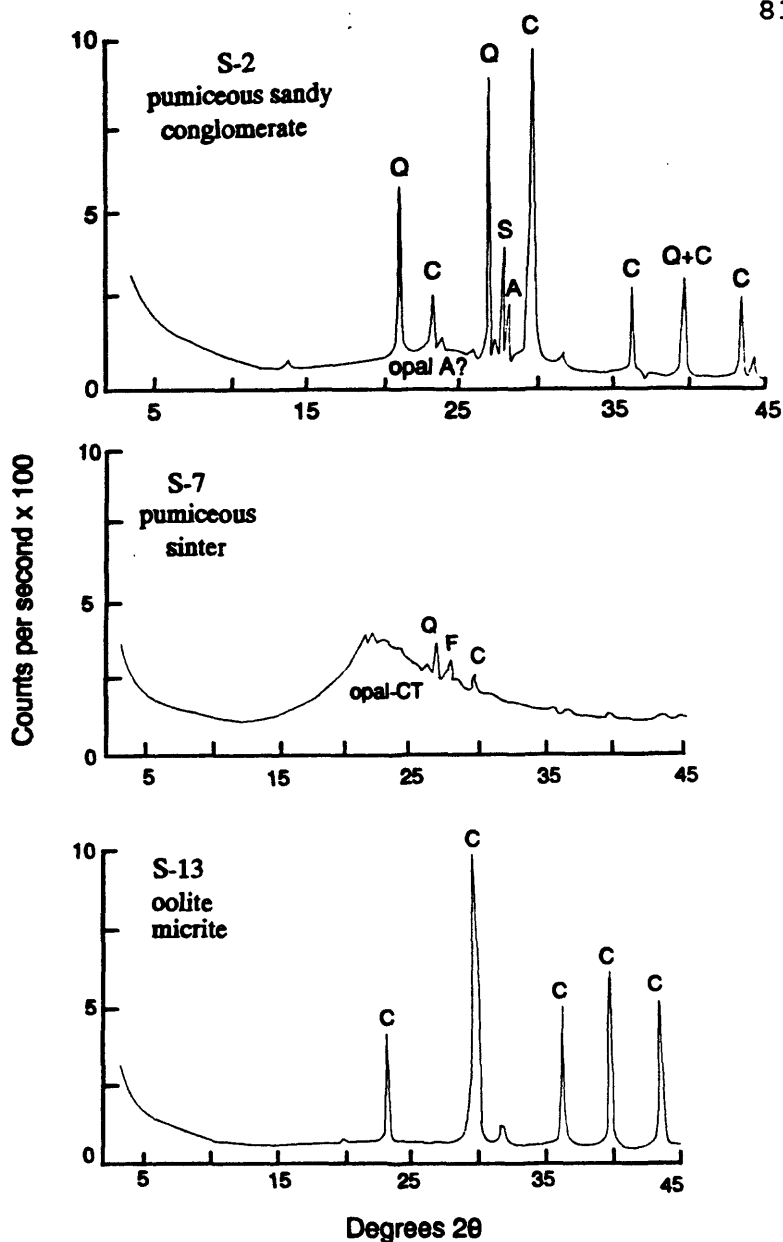 81
10
5
0
S-2
pumiceous sandy
conglomerate
Q
C
Q
S
A
C
C
Q+C
C
opal A?
5 15 25 35 45
Counts per second x 100
10
5
0
S-7
pumiceous
sinter
Q
F
C
opal-CT
5 15 25 35 45
10
5
0
S-13
oolite
micrite
C
C
C
C
C
5 15 25 35 45
Degrees 2θ